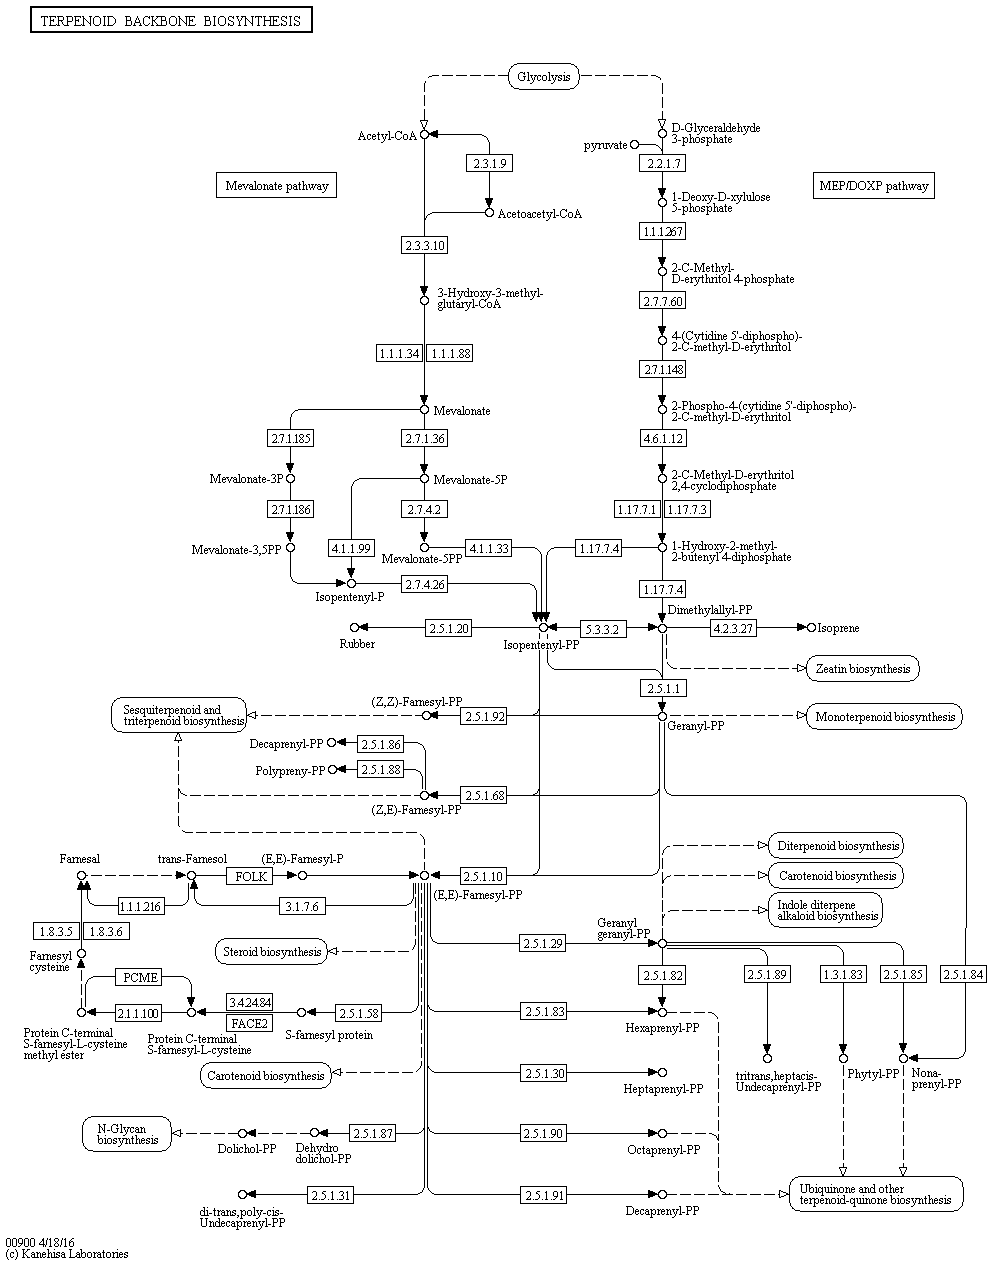 TERPENOID BACKBONE BIOSYNTHESIS
Glycolysis
Acetyl-CoA
D-Glyceraldehyde
3-phosphate
pyruvate
2.3.1.9
2.2.1.7
Mevalonate pathway
MEP/DOXP pathway
1-Deoxy-D-xylulose
5-phosphate
Acetoacetyl-CoA
2.3.3.10
1.1.1.267
2-C-Methyl-
D-erythritol 4-phosphate
3-Hydroxy-3-methyl-
glutaryl-CoA
2.7.7.60
4-(Cytidine 5'-diphospho)-
2-C-methyl-D-erythritol
1.1.1.34
1.1.1.88
2.7.1.148
Mevalonate
2-Phospho-4-(cytidine 5'-diphospho)-
2-C-methyl-D-erythritol
2.7.1.185
2.7.1.36
4.6.1.12
Mevalonate-3P
Mevalonate-5P
2-C-Methyl-D-erythritol
2,4-cyclodiphosphate
2.7.1.186
2.7.4.2
1.17.7.1
1.17.7.3
Mevalonate-3,5PP
4.1.1.99
Mevalonate-5PP
4.1.1.33
1.17.7.4
1-Hydroxy-2-methyl-
2-butenyl 4-diphosphate
Isopentenyl-P
2.7.4.26
1.17.7.4
Dimethylallyl-PP
Rubber
2.5.1.20
Isopentenyl-PP
5.3.3.2
4.2.3.27
Isoprene
Zeatin biosynthesis
2.5.1.1
Sesquiterpenoid and
triterpenoid biosynthesis
(Z,Z)-Farnesyl-PP
2.5.1.92
Geranyl-PP
Monoterpenoid biosynthesis
Decaprenyl-PP
2.5.1.86
Polypreny-PP
2.5.1.88
(Z,E)-Farnesyl-PP
2.5.1.68
Diterpenoid biosynthesis
Farnesal
trans-Farnesol
(E,E)-Farnesyl-P
FOLK
2.5.1.10
(E,E)-Farnesyl-PP
Carotenoid biosynthesis
1.1.1.216
3.1.7.6
Indole diterpene
alkaloid biosynthesis
1.8.3.5
1.8.3.6
Geranyl
geranyl-PP
Farnesyl
cysteine
Steroid biosynthesis
2.5.1.29
PCME
2.5.1.82
2.5.1.89
1.3.1.83
2.5.1.85
2.5.1.84
2.1.1.100
3.4.24.84
FACE2
2.5.1.58
2.5.1.83
Protein C-terminal
S-farnesyl-L-cysteine
methyl ester
Protein C-terminal
S-farnesyl-L-cysteine
S-farnesyl protein
Hexaprenyl-PP
Carotenoid biosynthesis
2.5.1.30
Heptaprenyl-PP
tritrans,heptacis-
Undecaprenyl-PP
Phytyl-PP
Nona-
prenyl-PP
N-Glycan
biosynthesis
Dolichol-PP
Dehydro
dolichol-PP
2.5.1.87
2.5.1.90
Octaprenyl-PP
di-trans,poly-cis-
Undecaprenyl-PP
2.5.1.31
2.5.1.91
Decaprenyl-PP
Ubiquinone and other
terpenoid-quinone biosynthesis
00900 4/18/16
(c) Kanehisa Laboratories